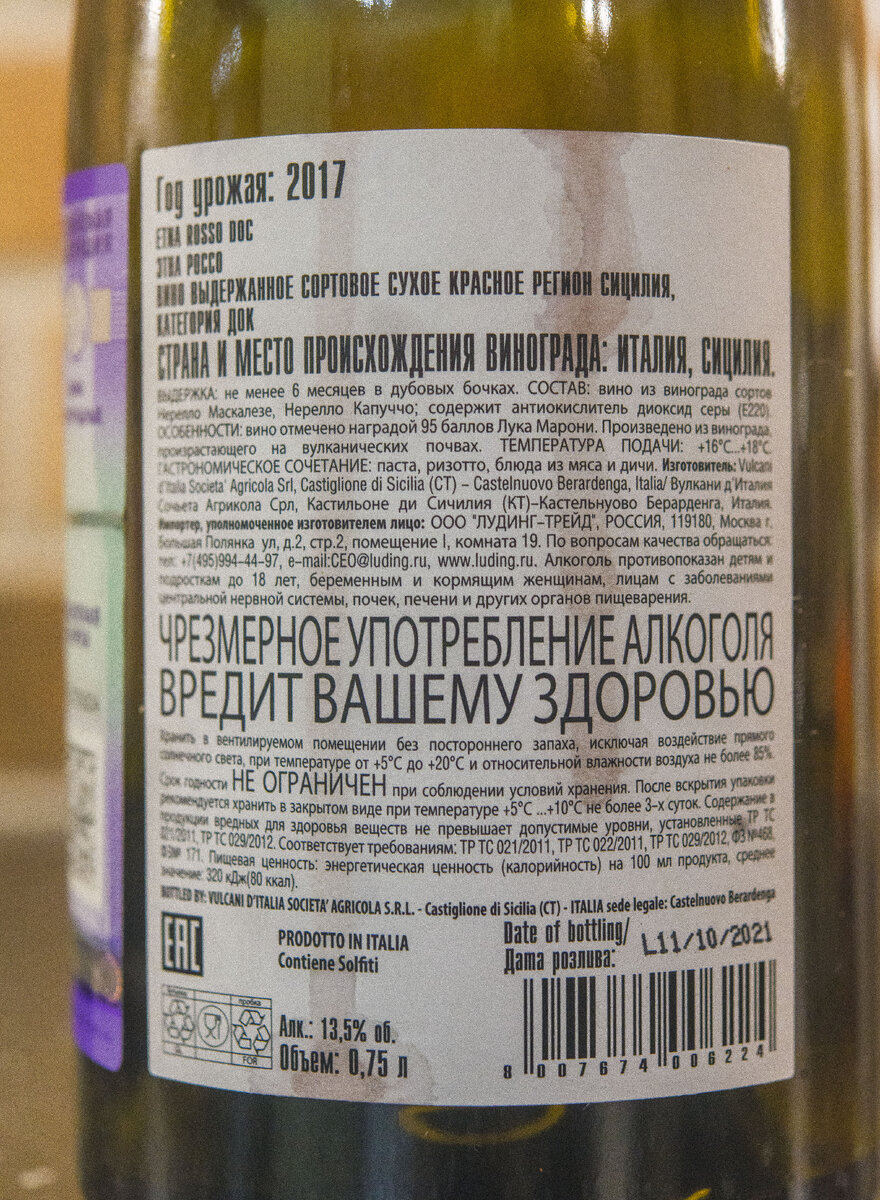 Год урожая: 2017
ETNA ROSSO DOC
ЭТНА РОССО
ВИНО ВЫДЕРЖАННОЕ СОРТОВОЕ СУХОЕ КРАСНОЕ РЕГИОН СИЦИЛИЯ,
КАТЕГОРИЯ ДОК
СТРАНА И МЕСТО ПРОИСХОЖДЕНИЯ ВИНОГРАДА: ИТАЛИЯ, СИЦИЛИЯ.
ВЫДЕРЖКА: не менее 6 месяцев в дубовых бочках. СОСТАВ: вино из винограда сортов
Нерелло Маскалезе, Нерелло Капуччо; содержит антиокислитель диоксид серы (E220).
ОСОБЕННОСТИ: вино отмечено наградой 95 баллов Лука Марони. Произведено из винограда,
произрастающего на вулканических почвах. ТЕМПЕРАТУРА ПОДАЧИ: +16°С...+18°С.
ГАСТРОНОМИЧЕСКОЕ СОЧЕТАНИЕ: паста, ризотто, блюда из мяса и дичи. Изготовитель: Vulcani
d'Italia Societa' Agricola Srl, Castiglione di Sicilia (CT) – Castelnuovo Berardenga, Italia/ Вулкани д'Италия
Сочьета Агрикола Срл, Кастильоне ди Сичилия (КТ)–Кастельнуово Берарденга, Италия.
Импортер, уполномоченное изготовителем лицо: ООО "ЛУДИНГ–ТРЕЙД", РОССИЯ, 119180, Москва г,
Большая Полянка ул, д.2, стр.2, помещение I, комната 19. По вопросам качества обращаться:
тел: +7(495)994–44–97, e–mail:CEO@luding.ru, www.luding.ru. Алкоголь противопоказан детям и
подросткам до 18 лет, беременным и кормящим женщинам, лицам с заболеваниями
центральной нервной системы, почек, печени и других органов пищеварения.
ЧРЕЗМЕРНОЕ УПОТРЕБЛЕНИЕ АЛКОГОЛЯ
ВРЕДИТ ВАШЕМУ ЗДОРОВЬЮ
Хранить в вентилируемом помещении без постороннего запаха, исключая воздействие прямого
солнечного света, при температуре от +5°С до +20°С и относительной влажности воздуха не более 85%.
Срок годности НЕ ОГРАНИЧЕН при соблюдении условий хранения. После вскрытия упаковки
рекомендуется хранить в закрытом виде при температуре +5°С ...+10°С не более 3–х суток. Содержание в
продукции вредных для здоровья веществ не превышает допустимые уровни, установленные ТР ТС
021/2011, ТР ТС 029/2012. Соответствует требованиям: ТР ТС 021/2011, ТР ТС 022/2011, ТР ТС 029/2012, ФЗ №468,
ФЗ№ 171. Пищевая ценность: энергетическая ценность (калорийность) на 100 мл продукта, среднее
значение: 320 кДж(80 ккал).
BOTTLED BY: VULCANI D'ITALIA SOCIETA' AGRICOLA S.R.L. - Castiglione di Sicilia (CT) - ITALIA sede legale: Castelnuovo Berardenga
EAC
PRODOTTO IN ITALIA
Contiene Solfiti
Date of bottling/
Дата розлива:
L11/10/2021
пробка
GL
FOR
Алк.: 13,5% об.
Объем: 0,75 л
8 007674 006224